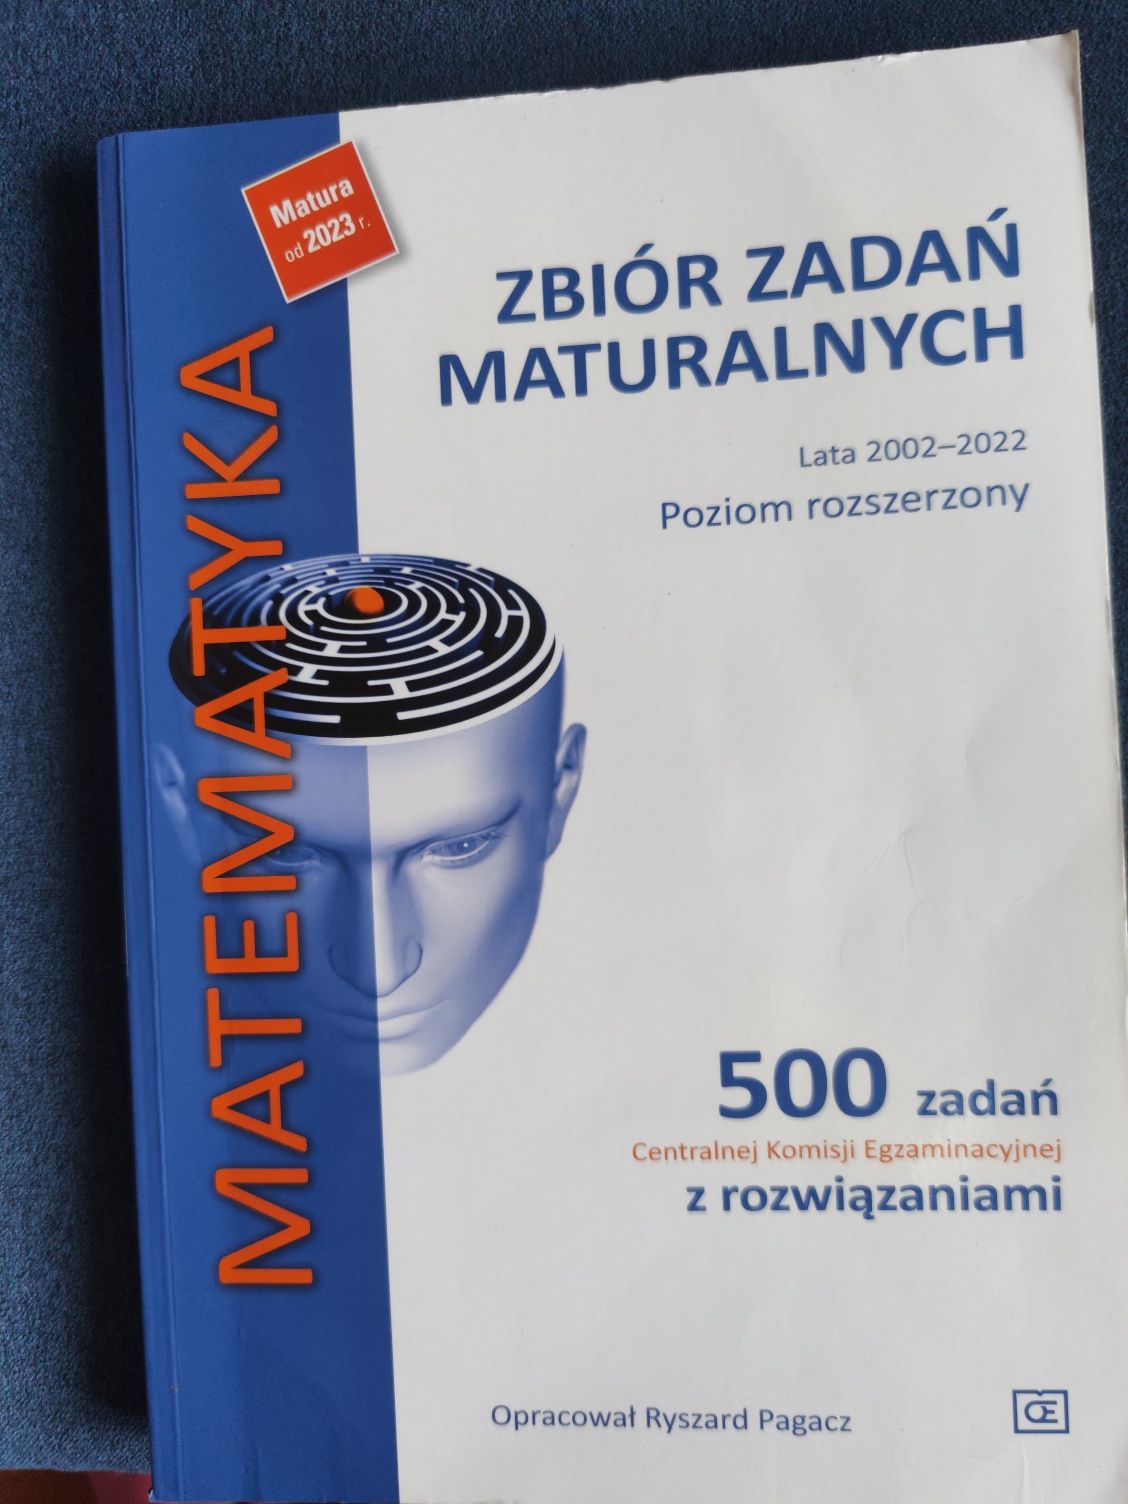 Matura
od 2023 r.
MATEMATYKA
ZBIÓR ZADAŃ
MATURALNYCH
Lata 2002–2022
Poziom rozszerzony
500 zadań
Centralnej Komisji Egzaminacyjnej
z rozwiązaniami
Opracował Ryszard Pagacz
OE